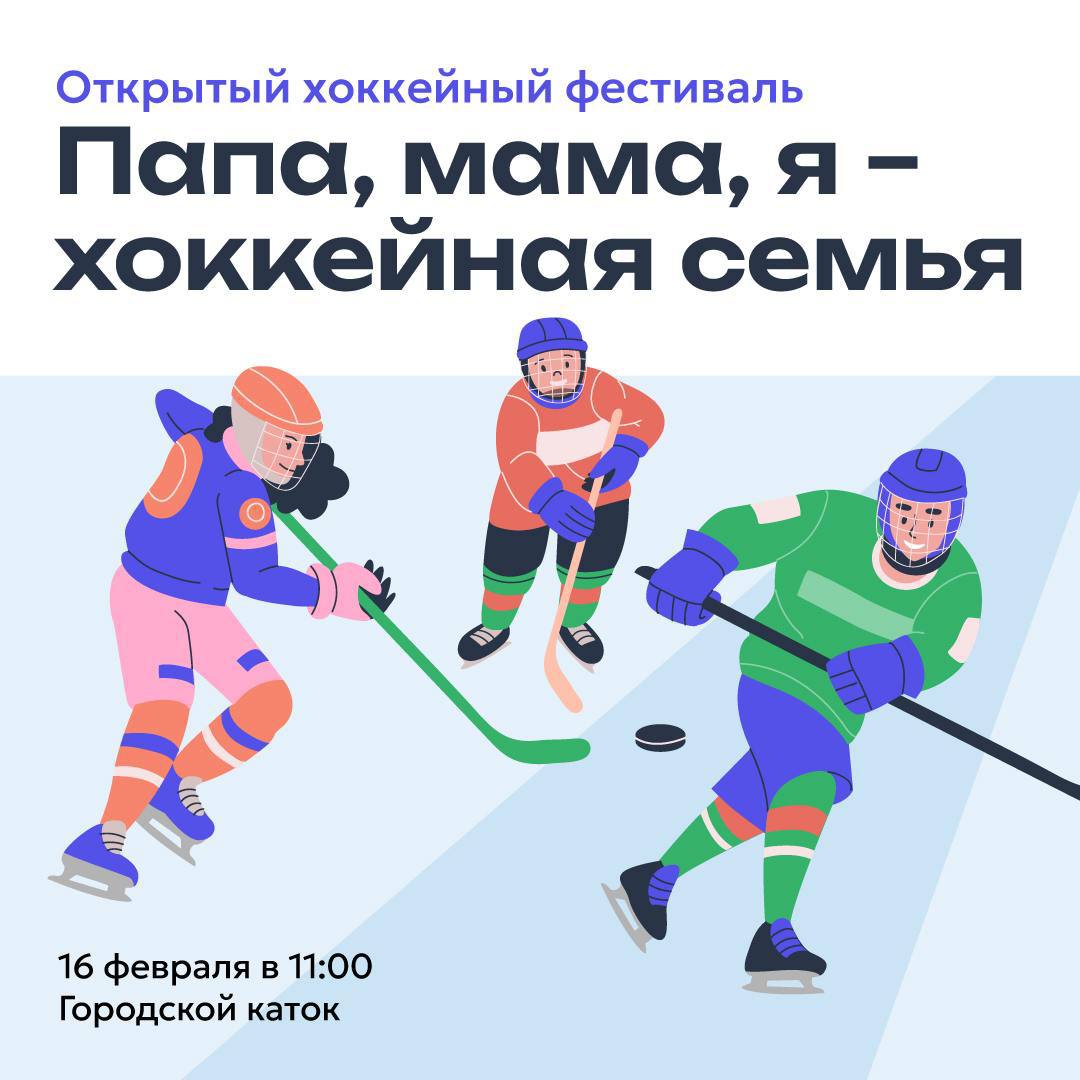 Открытый хоккейный фестиваль
Папа, мама, я –
хоккейная семья
16 февраля в 11:00
Городской каток